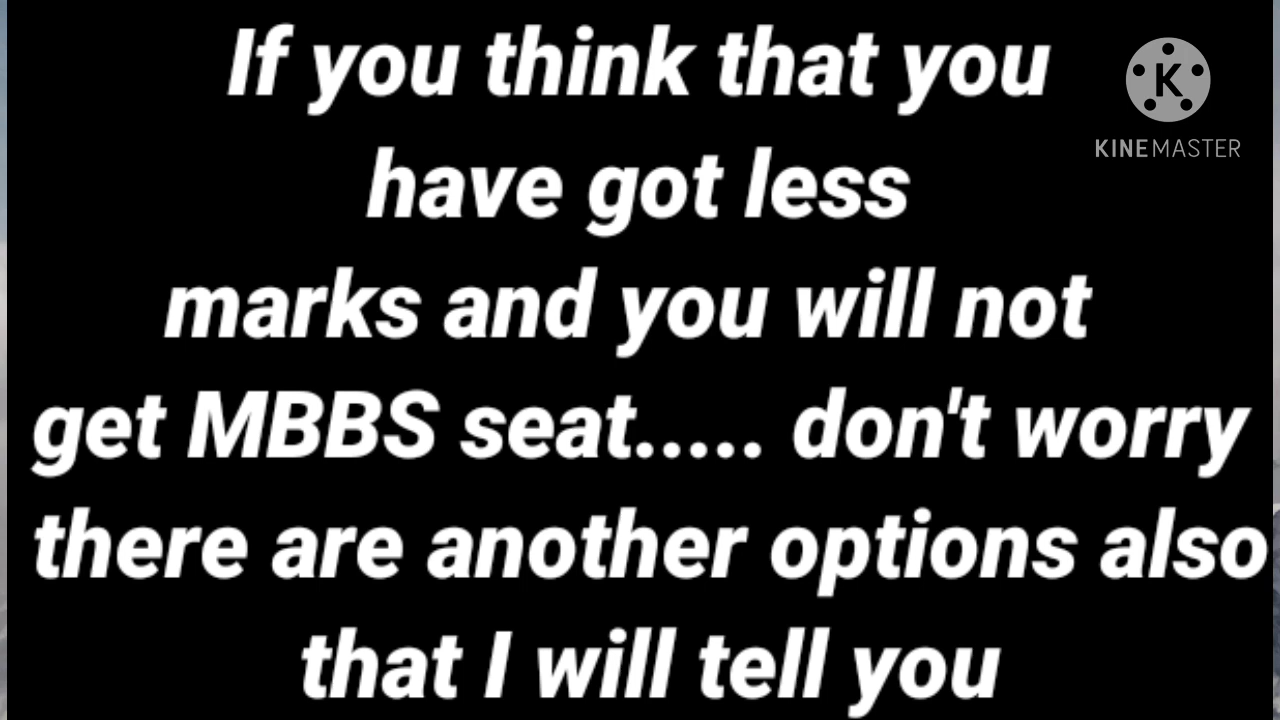 If you think that you
have got less
marks and you will not
get MBBS seat..... don't worry
there are another options also
that I will tell you
K
KINEMASTER